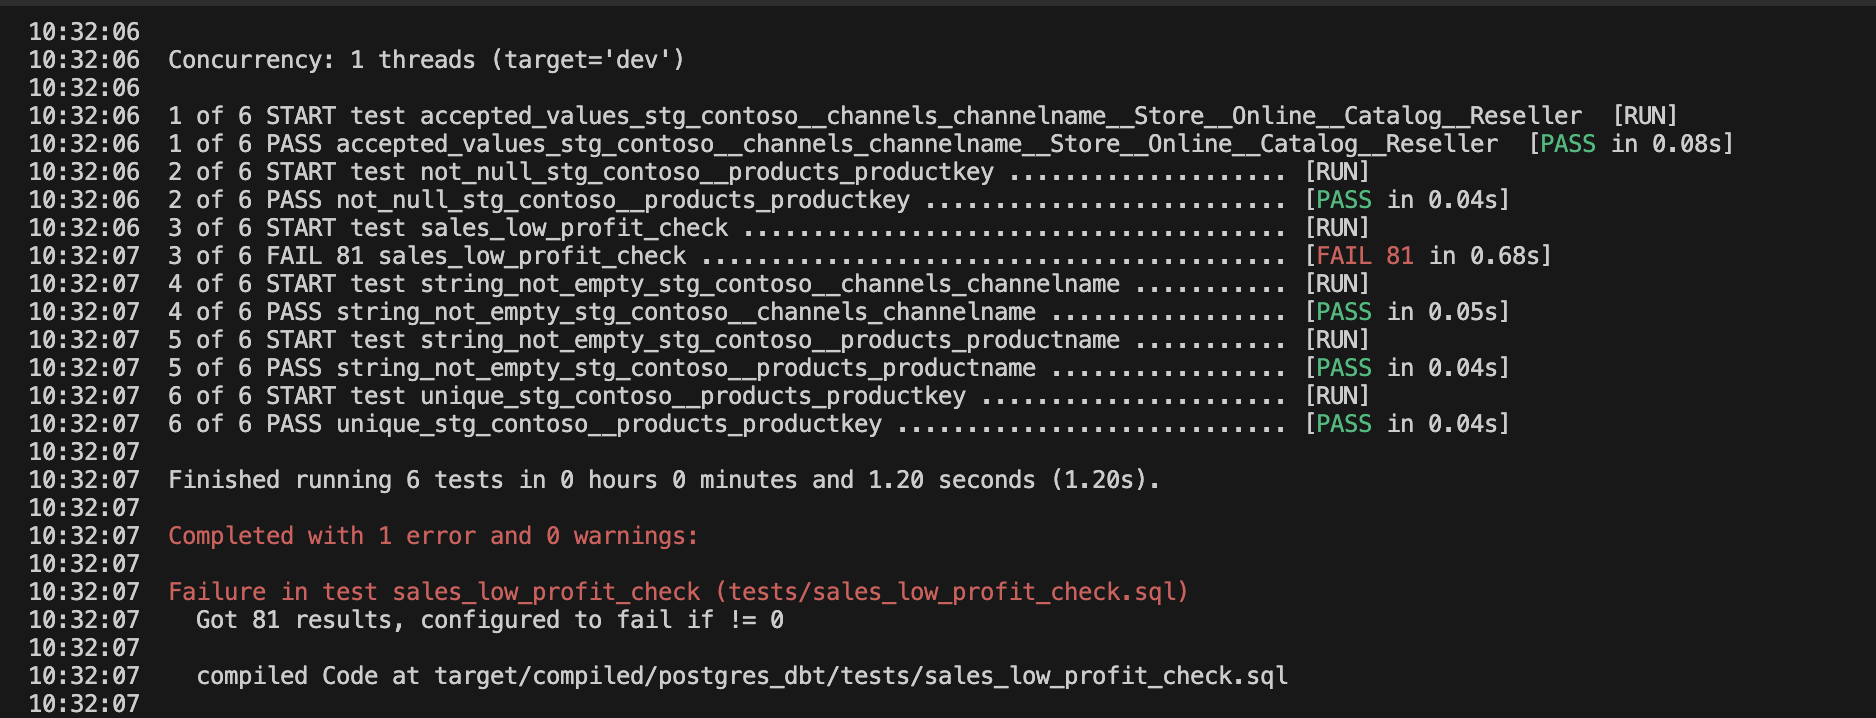 10:32:06
10:32:06  Concurrency: 1 threads (target='dev')
10:32:06
10:32:06  1 of 6 START test accepted_values_stg_contoso__channels_channelname__Store__Online__Catalog__Reseller  [RUN]
10:32:06  1 of 6 PASS accepted_values_stg_contoso__channels_channelname__Store__Online__Catalog__Reseller  [PASS in 0.08s]
10:32:06  2 of 6 START test not_null_stg_contoso__products_productkey .................... [RUN]
10:32:06  2 of 6 PASS not_null_stg_contoso__products_productkey .......................... [PASS in 0.04s]
10:32:06  3 of 6 START test sales_low_profit_check ....................................... [RUN]
10:32:07  3 of 6 FAIL 81 sales_low_profit_check .......................................... [FAIL 81 in 0.68s]
10:32:07  4 of 6 START test string_not_empty_stg_contoso__channels_channelname ........... [RUN]
10:32:07  4 of 6 PASS string_not_empty_stg_contoso__channels_channelname ................. [PASS in 0.05s]
10:32:07  5 of 6 START test string_not_empty_stg_contoso__products_productname ........... [RUN]
10:32:07  5 of 6 PASS string_not_empty_stg_contoso__products_productname ................. [PASS in 0.04s]
10:32:07  6 of 6 START test unique_stg_contoso__products_productkey ...................... [RUN]
10:32:07  6 of 6 PASS unique_stg_contoso__products_productkey ............................ [PASS in 0.04s]
10:32:07
10:32:07  Finished running 6 tests in 0 hours 0 minutes and 1.20 seconds (1.20s).
10:32:07
10:32:07  Completed with 1 error and 0 warnings:
10:32:07
10:32:07  Failure in test sales_low_profit_check (tests/sales_low_profit_check.sql)
10:32:07    Got 81 results, configured to fail if != 0
10:32:07
10:32:07    compiled Code at target/compiled/postgres_dbt/tests/sales_low_profit_check.sql
10:32:07